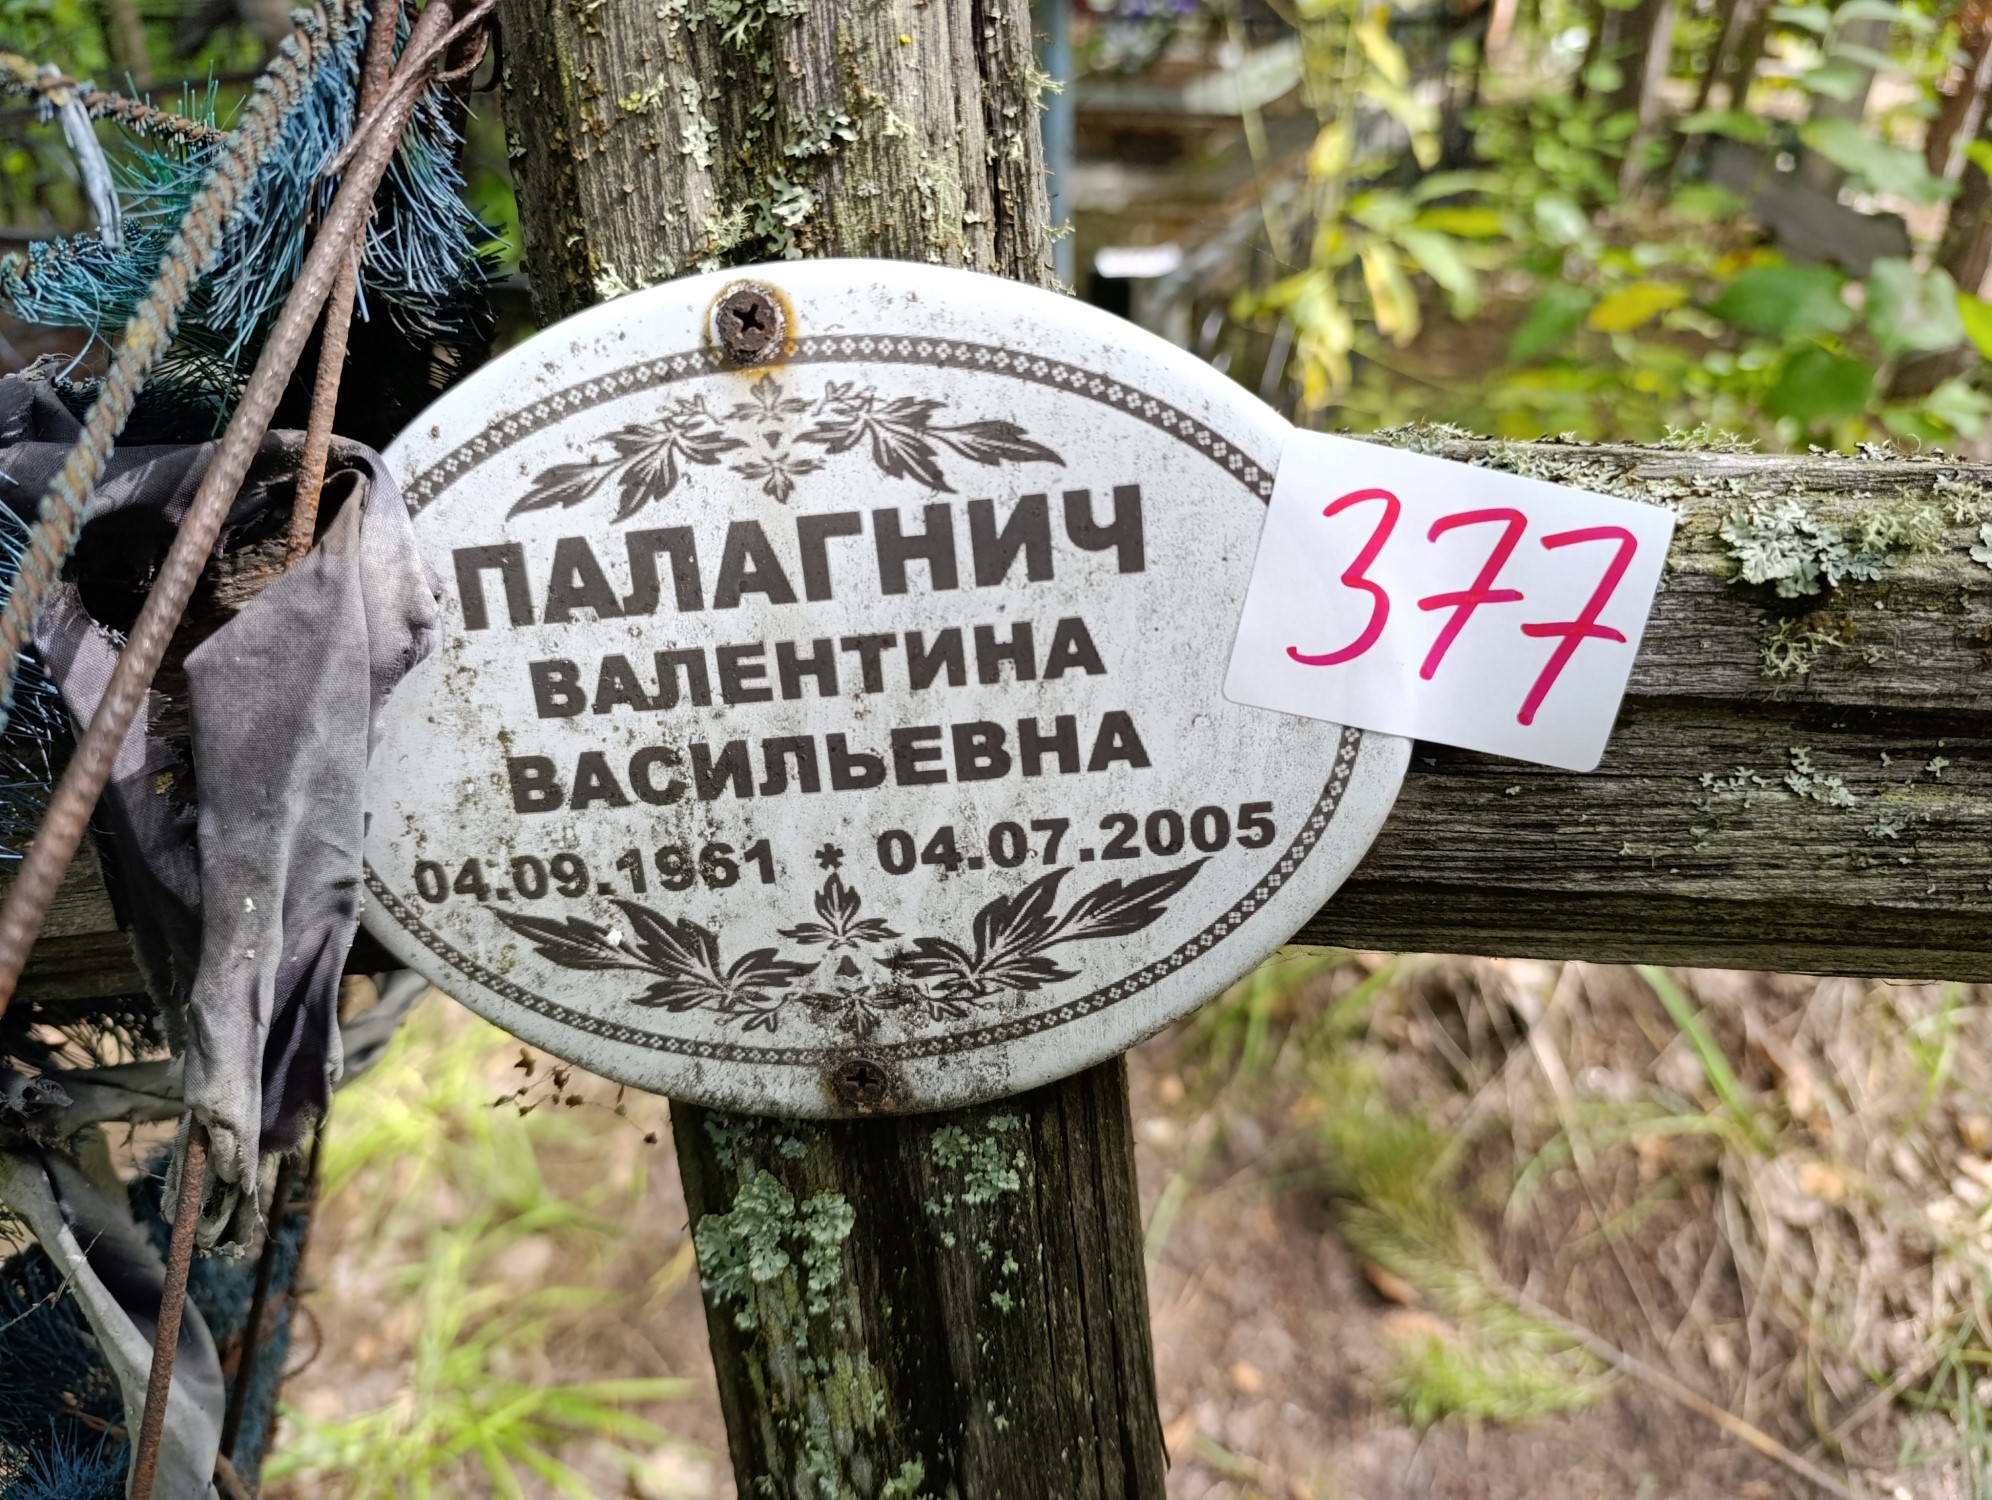 ПАЛАГНИЧ
ВАЛЕНТИНА
ВАСИЛЬЕВНА
04.09.1961 * 04.07.2005
377